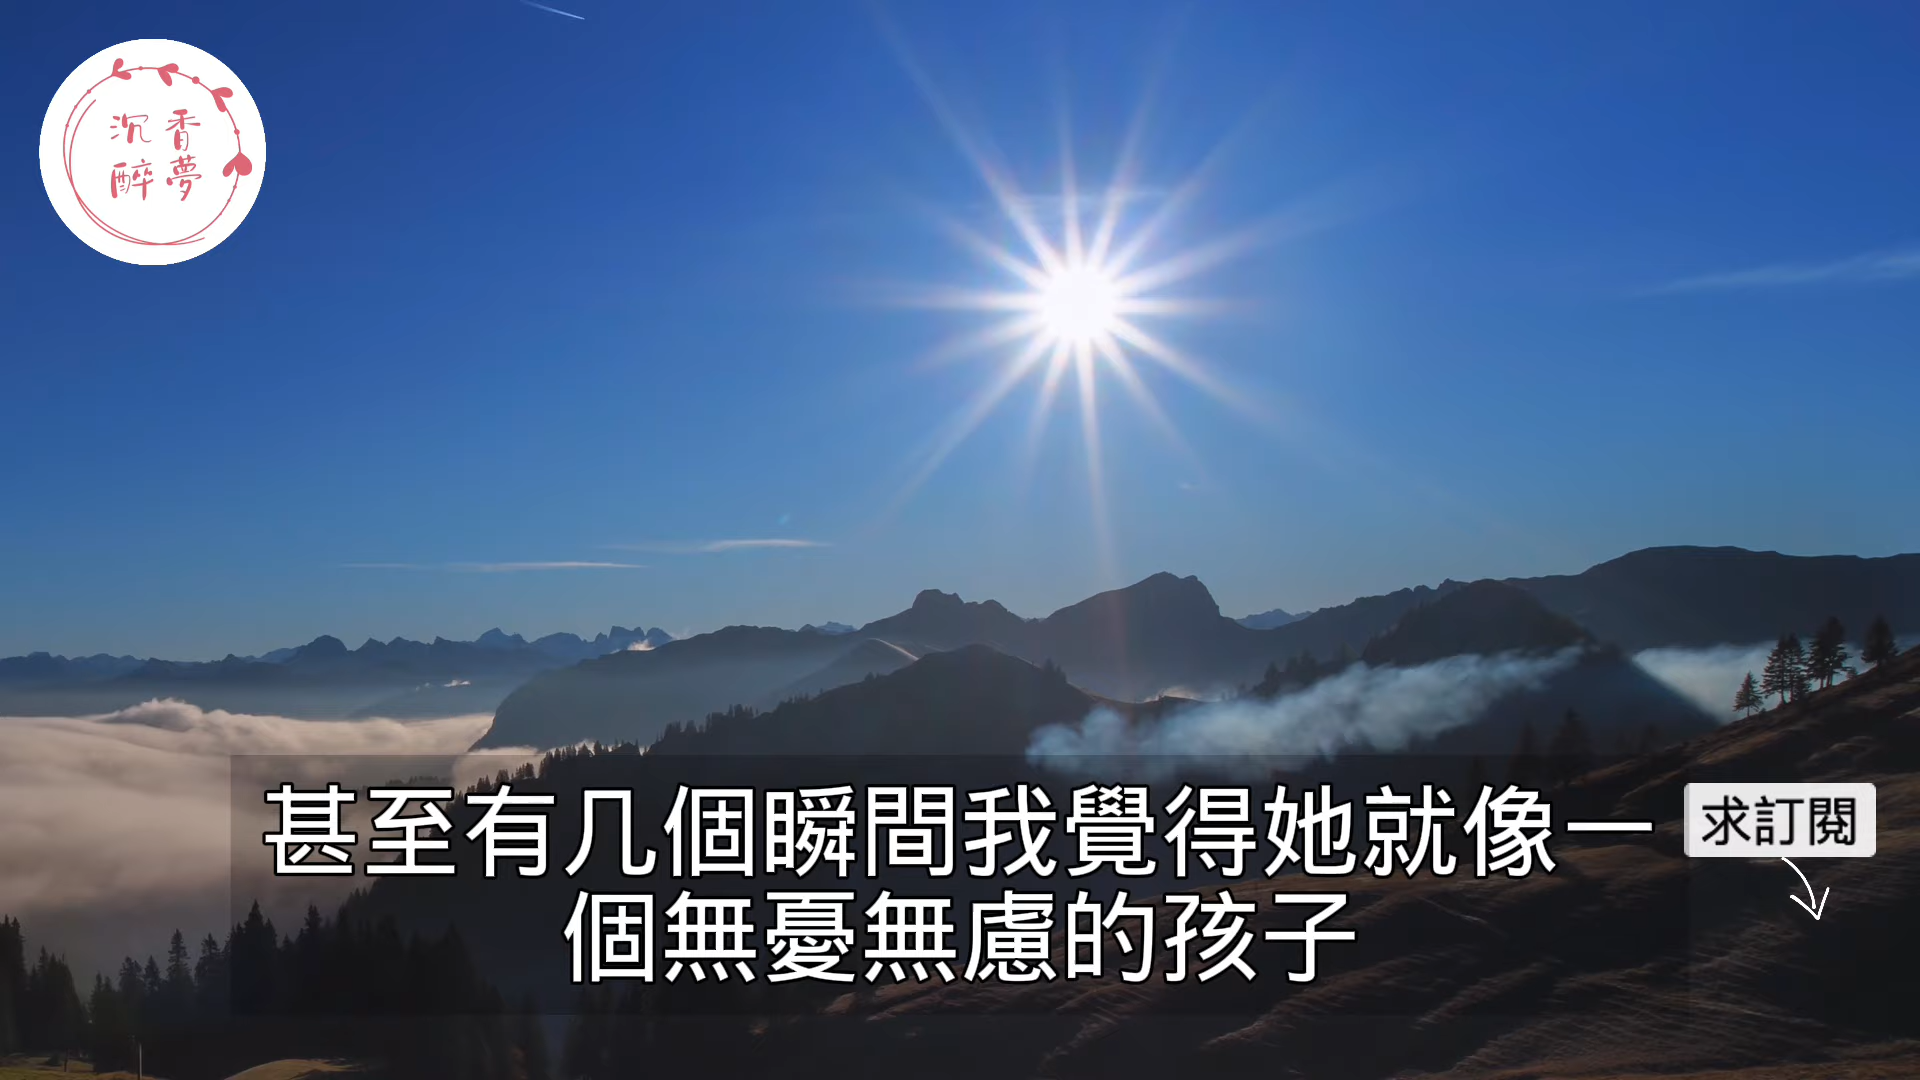 沉香
醉夢
甚至有几個瞬間我覺得她就像一
個無憂無慮的孩子
求訂閱